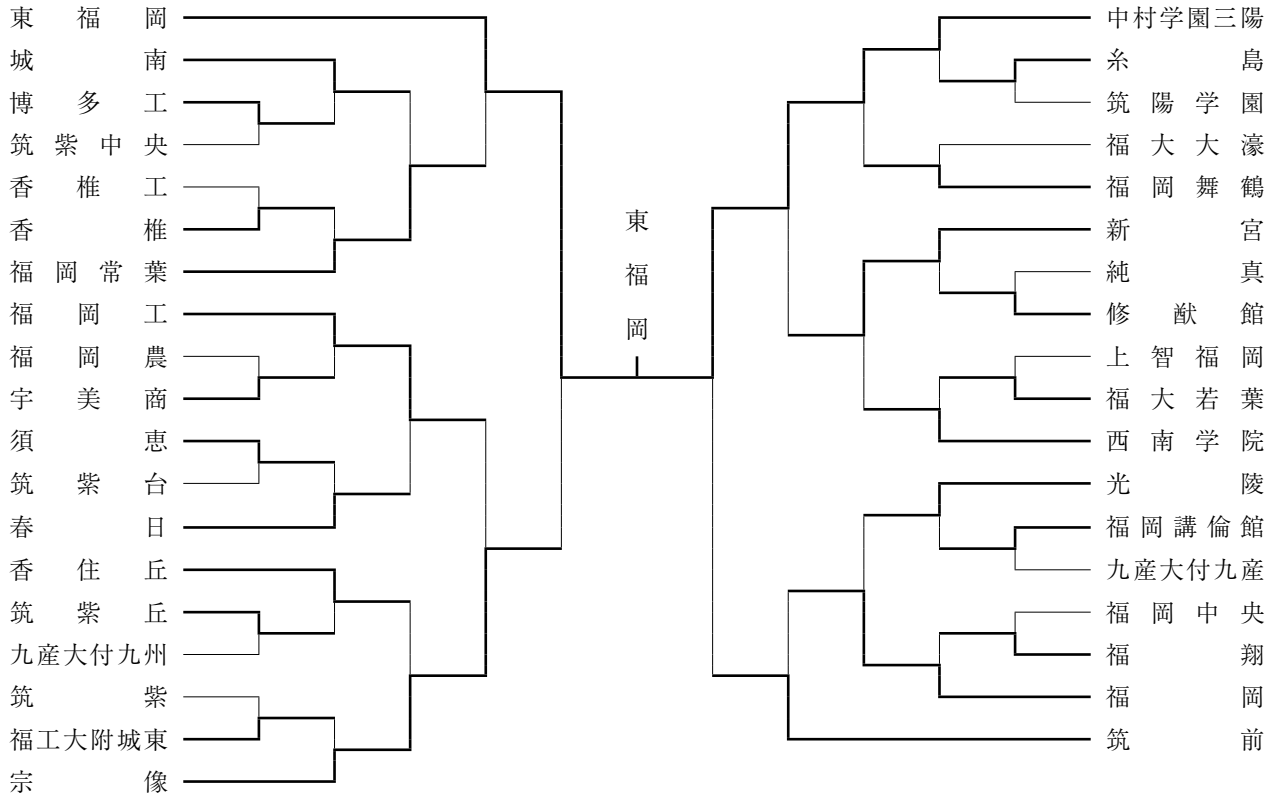 東福岡
城南
博多工
筑紫中央
香椎工
香椎
福岡常葉
福岡工
福岡農
宇美商
須恵
筑紫台
春日
香住丘
筑紫丘
九産大付九州
筑紫
福工大附城東
宗像
東福岡
中村学園三陽
糸島
筑陽学園
福大大濠
福岡舞鶴
新宮
純真
修猷館
上智福岡
福大若葉
西南学院
光陵
福岡講倫館
九産大付九産
福岡中央
福翔
福岡
筑前